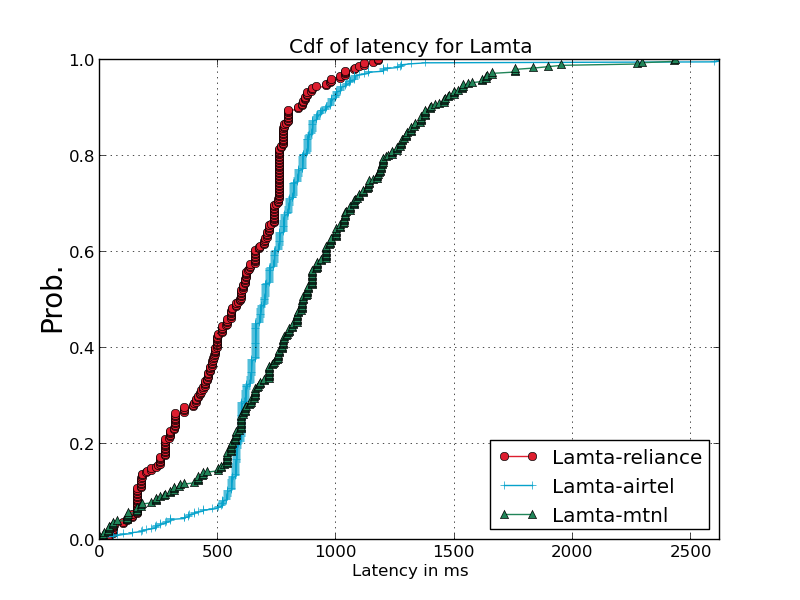 Cdf of latency for Lamta
Prob.
1.0
0.8
0.6
0.4
0.2
0.0
0 500 1000 1500 2000 2500
Latency in ms
Lamta-reliance
Lamta-airtel
Lamta-mtnl